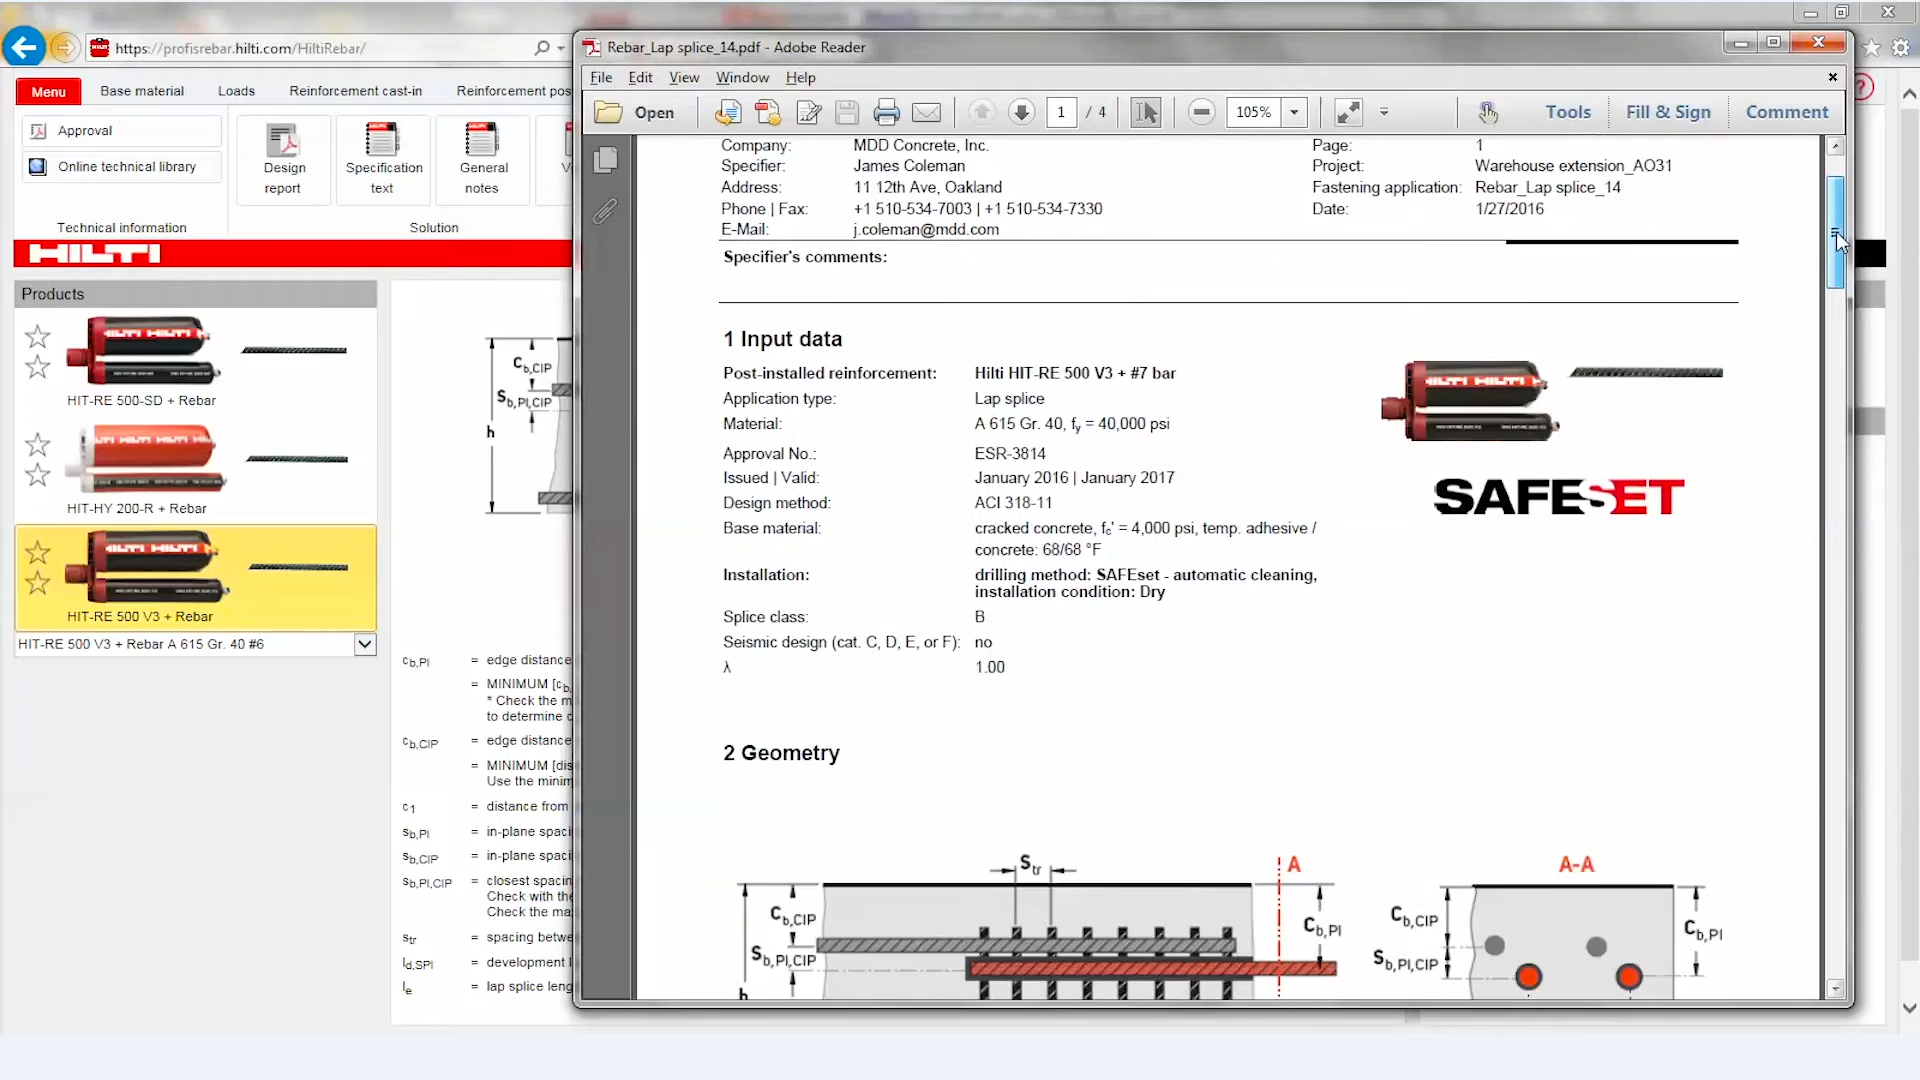 https://profisrebar.hilti.com/HiltiRebar/
Menu
Base material
Loads
Reinforcement cast-in
Reinforcement pos
Approval
Online technical library
Technical information
Design report
Specification text
General notes
Solution
HILTI
Products
HIT-RE 500-SD + Rebar
HIT-HY 200-R + Rebar
HIT-RE 500 V3 + Rebar
HIT-RE 500 V3 + Rebar A 615 Gr. 40 #6
Cb,CIP
Sb,PI,CIP
h
cb,PI = edge distance
= MINIMUM [cb,
* Check the m
to determine c
cb,CIP = edge distance
= MINIMUM [dis
Use the minim
c1 = distance from
sb,PI = in-plane spaci
sb,CIP = in-plane spaci
sb,PI,CIP = closest spacin
Check with the
Check the ma
str = spacing betwe
ld,SPI = development l
le = lap splice leng
Rebar_Lap splice_14.pdf - Adobe Reader
File Edit View Window Help
Open
1 / 4
105%
Tools
Fill & Sign
Comment
Company: MDD Concrete, Inc.
Specifier: James Coleman
Address: 11 12th Ave, Oakland
Phone | Fax: +1 510-534-7003 | +1 510-534-7330
E-Mail: j.coleman@mdd.com
Page: 1
Project: Warehouse extension_AO31
Fastening application: Rebar_Lap splice_14
Date: 1/27/2016
Specifier's comments:
1 Input data
Post-installed reinforcement: Hilti HIT-RE 500 V3 + #7 bar
Application type: Lap splice
Material: A 615 Gr. 40, fy = 40,000 psi
Approval No.: ESR-3814
Issued | Valid: January 2016 | January 2017
Design method: ACI 318-11
Base material: cracked concrete, fc' = 4,000 psi, temp. adhesive /
concrete: 68/68 °F
Installation: drilling method: SAFEset - automatic cleaning,
installation condition: Dry
Splice class: B
Seismic design (cat. C, D, E, or F): no
λ 1.00
SAFESET
2 Geometry
Str
A
A-A
Cb,CIP
Cb,PI
Sb,PI,CIP
h
Cb,CIP
Cb,PI
Sb,PI,CIP